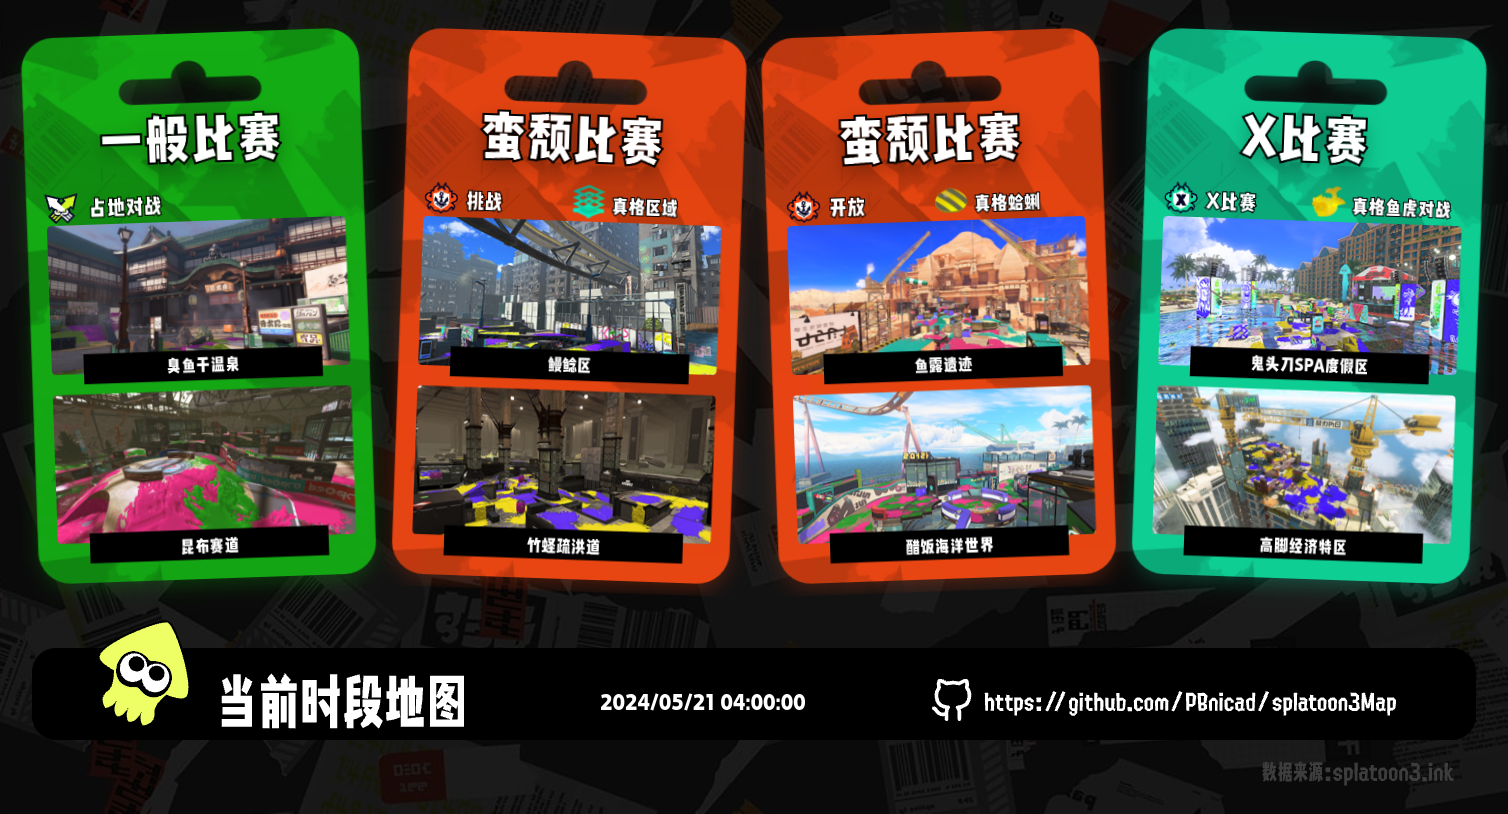 一般比赛
占地对战
臭鱼干温泉
昆布赛道
蛮颓比赛
挑战
真格区域
鳗鲶区
竹蛏疏洪道
蛮颓比赛
开放
真格蛤蜊
鱼露遗迹
醋饭海洋世界
X比赛
X比赛
真格鱼虎对战
鬼头刀SPA度假区
高脚经济特区
当前时段地图
2024/05/21 04:00:00
https://github.com/PBnicad/splatoon3Map
数据来源:splatoon3.ink